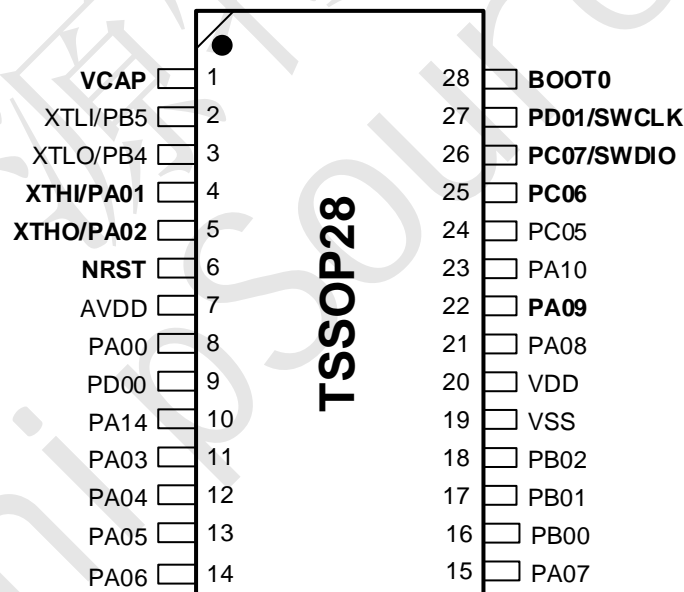 VCAP 1 28 BOOT0
XTLI/PB5 2 27 PD01/SWCLK
XTLO/PB4 3 26 PC07/SWDIO
XTHI/PA01 4 25 PC06
XTHO/PA02 5 24 PC05
NRST 6 23 PA10
AVDD 7 22 PA09
PA00 8 21 PA08
PD00 9 20 VDD
PA14 10 19 VSS
PA03 11 18 PB02
PA04 12 17 PB01
PA05 13 16 PB00
PA06 14 15 PA07
TSSOP28
源